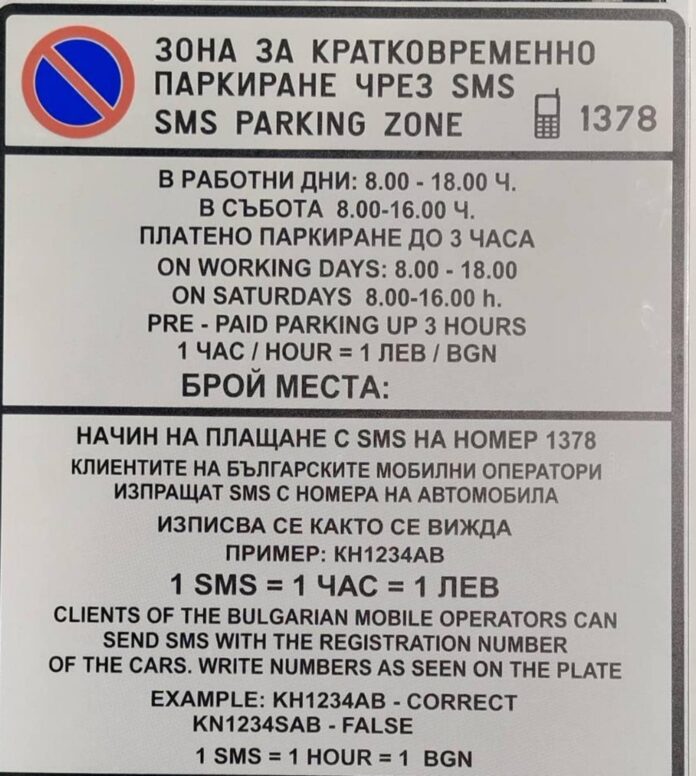 ЗОНА ЗА КРАТКОВРЕМЕННО
ПАРКИРАНЕ ЧРЕЗ SMS
SMS PARKING ZONE 1378
В РАБОТНИ ДНИ: 8.00 - 18.00 Ч.
В СЪБОТА 8.00-16.00 Ч.
ПЛАТЕНО ПАРКИРАНЕ ДО 3 ЧАСА
ON WORKING DAYS: 8.00 - 18.00
ON SATURDAYS 8.00-16.00 h.
PRE - PAID PARKING UP 3 HOURS
1 ЧАС / HOUR = 1 ЛЕВ / BGN
БРОЙ МЕСТА:
НАЧИН НА ПЛАЩАНЕ С SMS НА НОМЕР 1378
КЛИЕНТИТЕ НА БЪЛГАРСКИТЕ МОБИЛНИ ОПЕРАТОРИ
ИЗПРАЩАТ SMS С НОМЕРА НА АВТОМОБИЛА
ИЗПИСВА СЕ КАКТО СЕ ВИЖДА
ПРИМЕР: KH1234AB
1 SMS = 1 ЧАС = 1 ЛЕВ
CLIENTS OF THE BULGARIAN MOBILE OPERATORS CAN
SEND SMS WITH THE REGISTRATION NUMBER
OF THE CARS. WRITE NUMBERS AS SEEN ON THE PLATE
EXAMPLE: KH1234AB - CORRECT
KN1234SAB - FALSE
1 SMS = 1 HOUR = 1 BGN